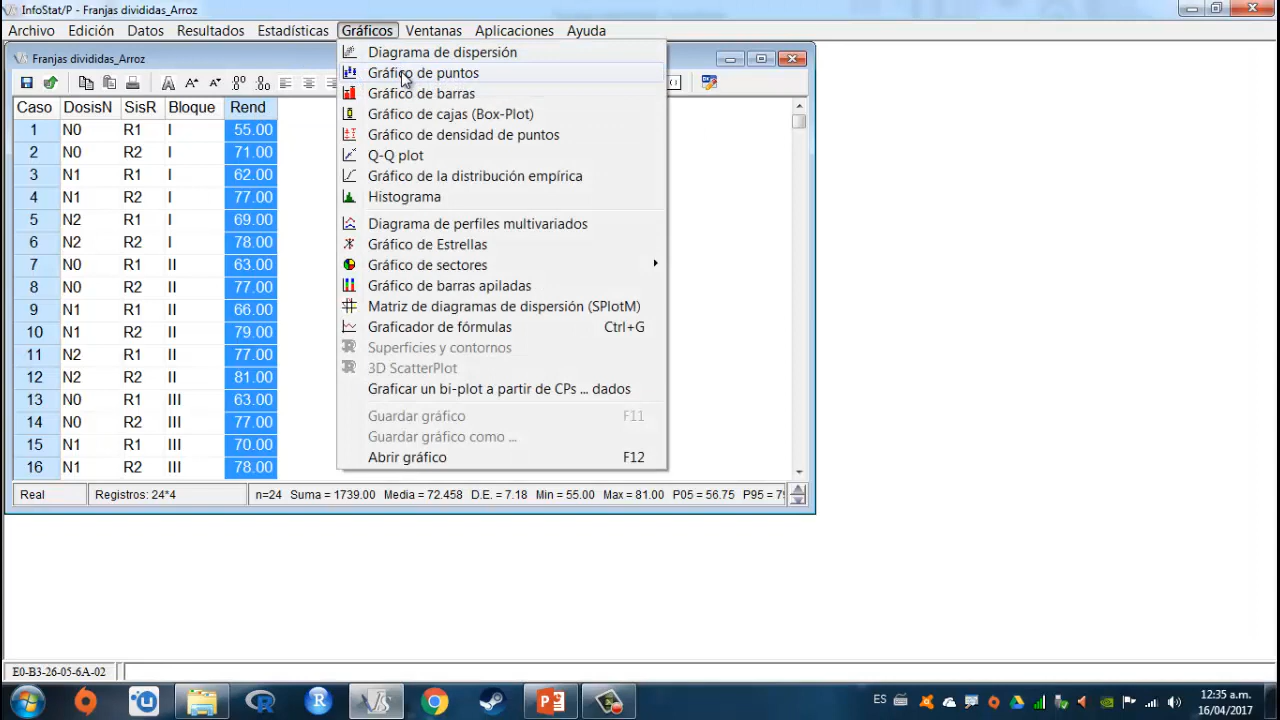 InfoStat/P - Franjas divididas_Arroz
Archivo Edición Datos Resultados Estadísticas Gráficos Ventanas Aplicaciones Ayuda
Franjas divididas_Arroz
Caso DosisN SisR Bloque Rend
1 N0 R1 I 55.00
2 N0 R2 I 71.00
3 N1 R1 I 62.00
4 N1 R2 I 77.00
5 N2 R1 I 69.00
6 N2 R2 I 78.00
7 N0 R1 II 63.00
8 N0 R2 II 77.00
9 N1 R1 II 66.00
10 N1 R2 II 79.00
11 N2 R1 II 77.00
12 N2 R2 II 81.00
13 N0 R1 III 63.00
14 N0 R2 III 77.00
15 N1 R1 III 70.00
16 N1 R2 III 78.00
Diagrama de dispersión
Gráfico de puntos
Gráfico de barras
Gráfico de cajas (Box-Plot)
Gráfico de densidad de puntos
Q-Q plot
Gráfico de la distribución empírica
Histograma
Diagrama de perfiles multivariados
Gráfico de Estrellas
Gráfico de sectores
Gráfico de barras apiladas
Matriz de diagramas de dispersión (SPlotM)
Graficador de fórmulas Ctrl+G
Superficies y contornos
3D ScatterPlot
Graficar un bi-plot a partir de CPs ... dados
Guardar gráfico F11
Guardar gráfico como ...
Abrir gráfico F12
Real Registros: 24*4 n=24 Suma = 1739.00 Media = 72.458 D.E. = 7.18 Min = 55.00 Max = 81.00 P05 = 56.75 P95 =
E0-B3-26-05-6A-02
ES 12:35 a.m.
16/04/2017